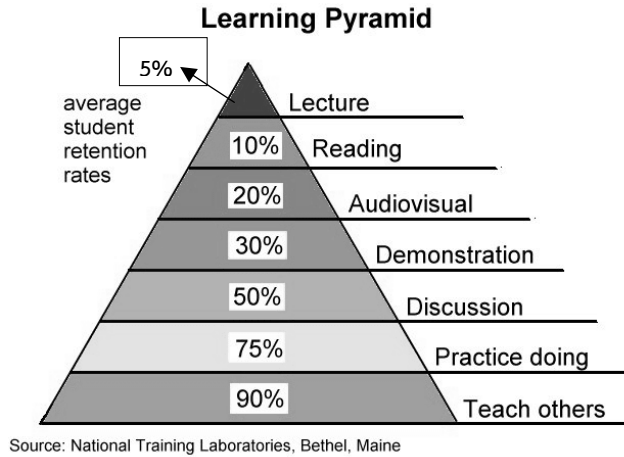 Learning Pyramid
5%
average
student
retention
rates
Lecture
10% Reading
20% Audiovisual
30% Demonstration
50% Discussion
75% Practice doing
90% Teach others
Source: National Training Laboratories, Bethel, Maine